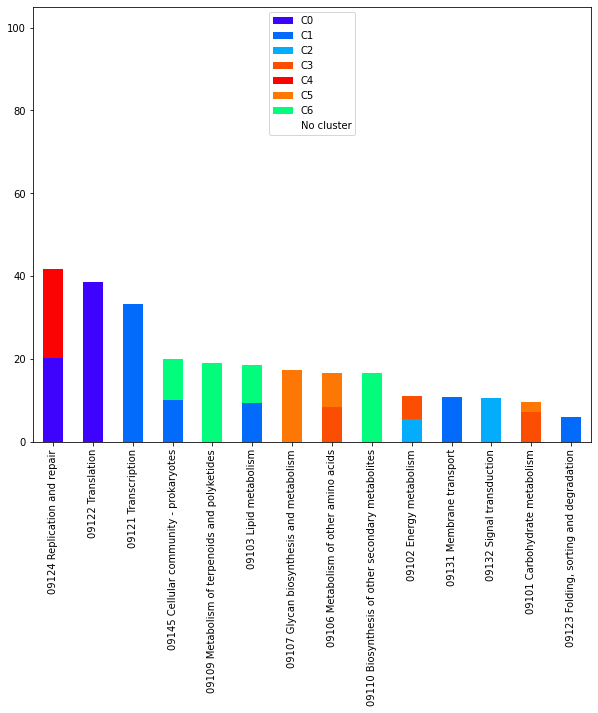 100
80
60
40
20
0
C0
C1
C2
C3
C4
C5
C6
No cluster
09124 Replication and repair
09122 Translation
09121 Transcription
09145 Cellular community - prokaryotes
09109 Metabolism of terpenoids and polyketides
09103 Lipid metabolism
09107 Glycan biosynthesis and metabolism
09106 Metabolism of other amino acids
09110 Biosynthesis of other secondary metabolites
09102 Energy metabolism
09131 Membrane transport
09132 Signal transduction
09101 Carbohydrate metabolism
09123 Folding, sorting and degradation